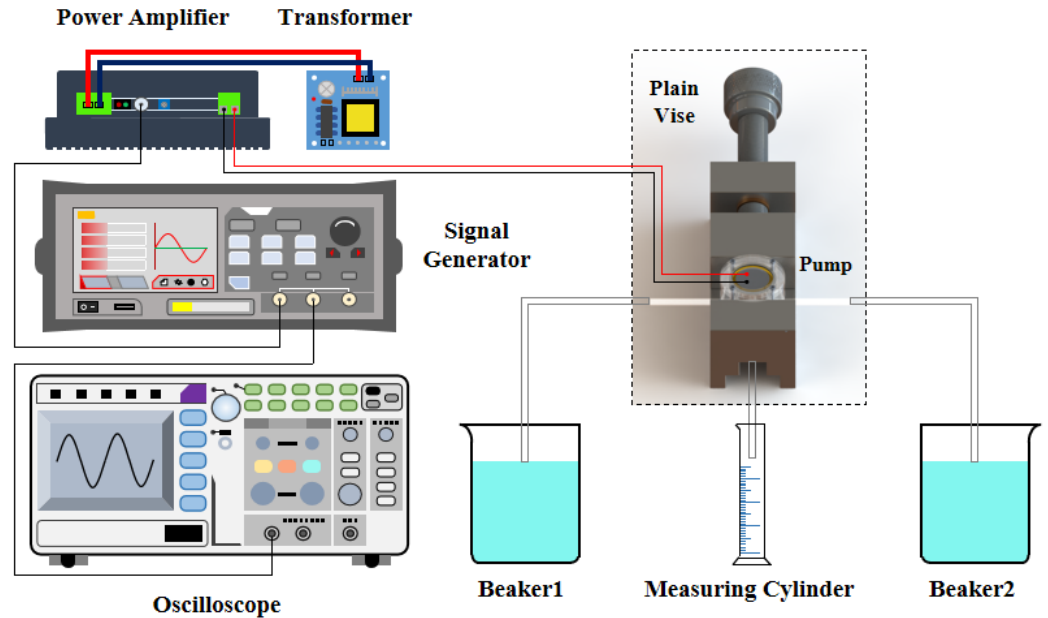 Power Amplifier
Transformer
Plain
Vise
Signal
Generator
Pump
Beaker1
Measuring Cylinder
Beaker2
Oscilloscope